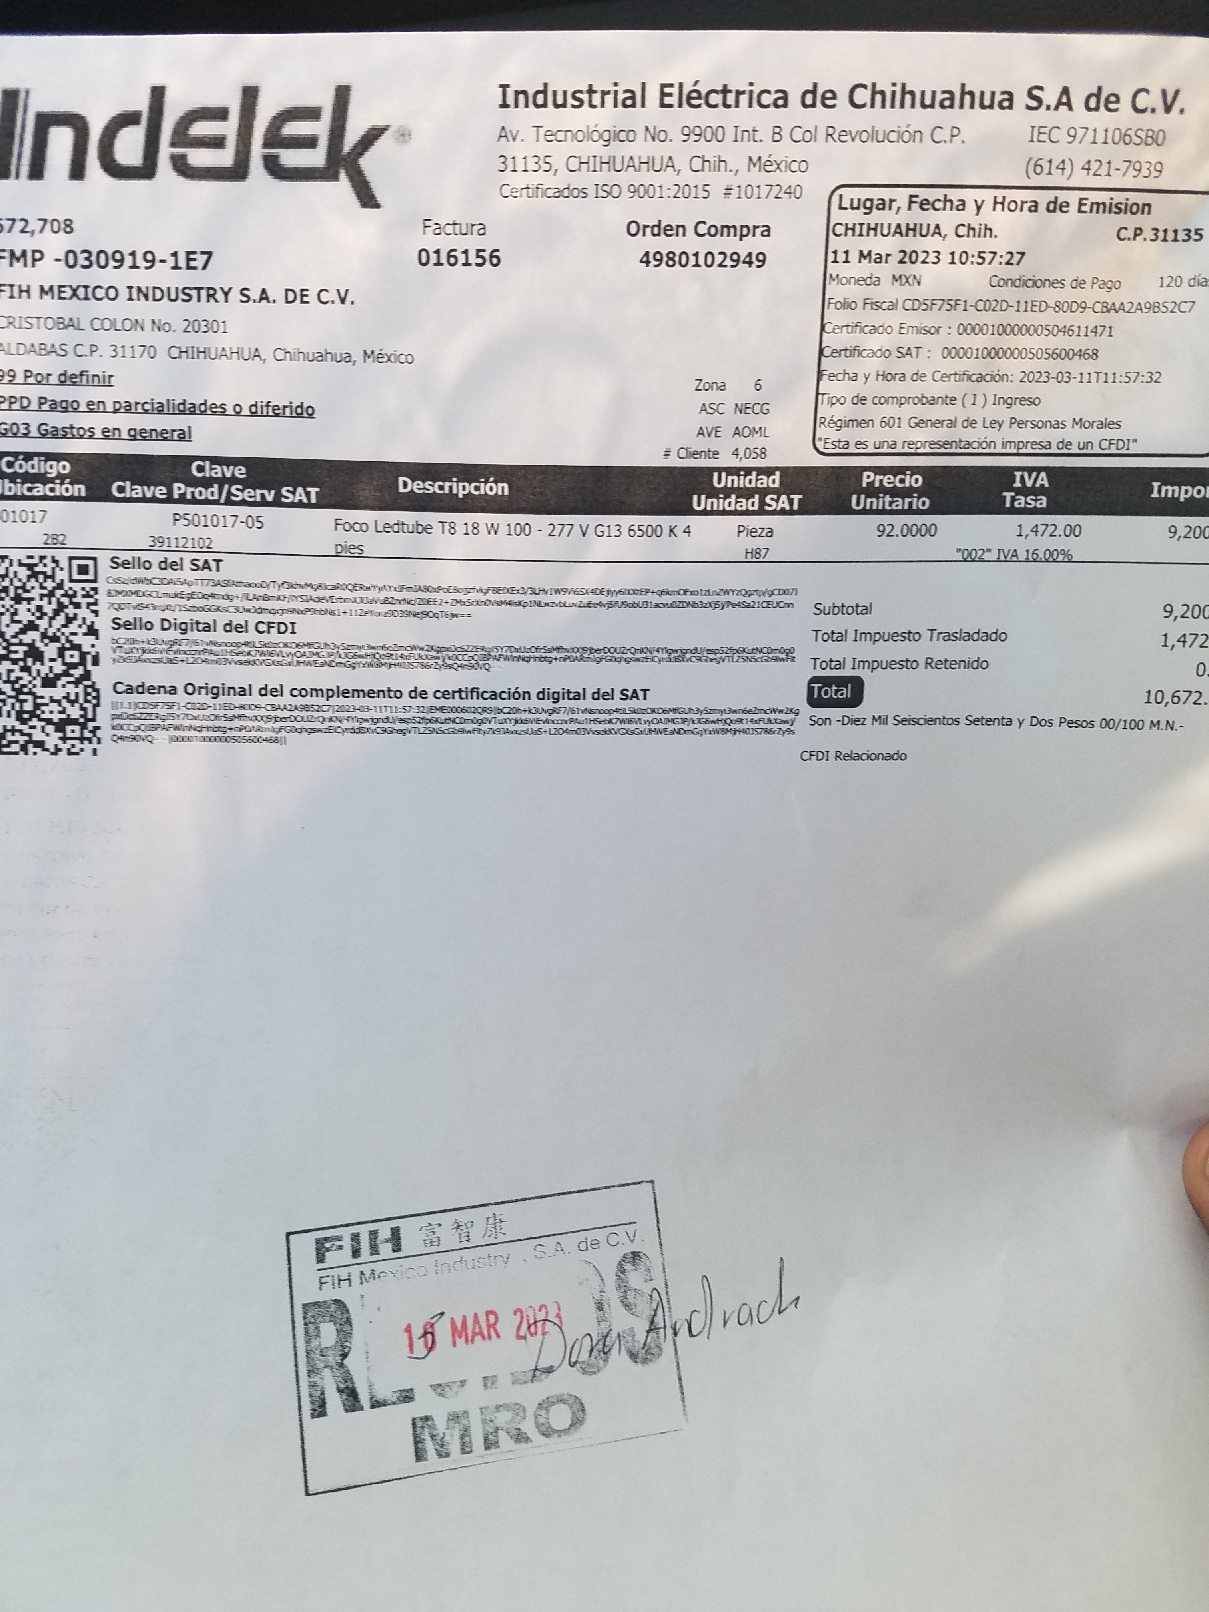 Indelek®
Industrial Eléctrica de Chihuahua S.A de C.V.
Av. Tecnológico No. 9900 Int. B Col Revolución C.P.
31135, CHIHUAHUA, Chih., México
Certificados ISO 9001:2015 #1017240
IEC 971106SB0
(614) 421-7939
672,708
FMP -030919-1E7
FIH MEXICO INDUSTRY S.A. DE C.V.
CRISTOBAL COLON No. 20301
ALDABAS C.P. 31170 CHIHUAHUA, Chihuahua, México
99 Por definir
PPD Pago en parcialidades o diferido
G03 Gastos en general
Factura
016156
Orden Compra
4980102949
Zona 6
ASC NECG
AVE AOML
# Cliente 4,058
Lugar, Fecha y Hora de Emision
CHIHUAHUA, Chih. C.P.31135
11 Mar 2023 10:57:27
Moneda MXN Condiciones de Pago 120 día
Folio Fiscal CD5F75F1-C02D-11ED-80D9-CBAA2A9B52C7
Certificado Emisor : 00001000000504611471
Certificado SAT : 00001000000505600468
Fecha y Hora de Certificación: 2023-03-11T11:57:32
Tipo de comprobante ( I ) Ingreso
Régimen 601 General de Ley Personas Morales
"Esta es una representación impresa de un CFDI"
Código Clave Descripción Unidad Precio IVA Impor
Ubicación Clave Prod/Serv SAT Unidad SAT Unitario Tasa
01017 P501017-05 Foco Ledtube T8 18 W 100 - 277 V G13 6500 K 4 Pieza 92.0000 1,472.00 9,200
2B2 39112102 pies H87 "002" IVA 16.00%
Sello del SAT
Sello Digital del CFDI
Cadena Original del complemento de certificación digital del SAT
Subtotal 9,200
Total Impuesto Trasladado 1,472
Total Impuesto Retenido 0.
Total 10,672.
Son -Diez Mil Seiscientos Setenta y Dos Pesos 00/100 M.N.-
CFDI Relacionado
FIH 富智康
FIH Mexico Industry , S.A. de C.V.
MAR 2023
MRO